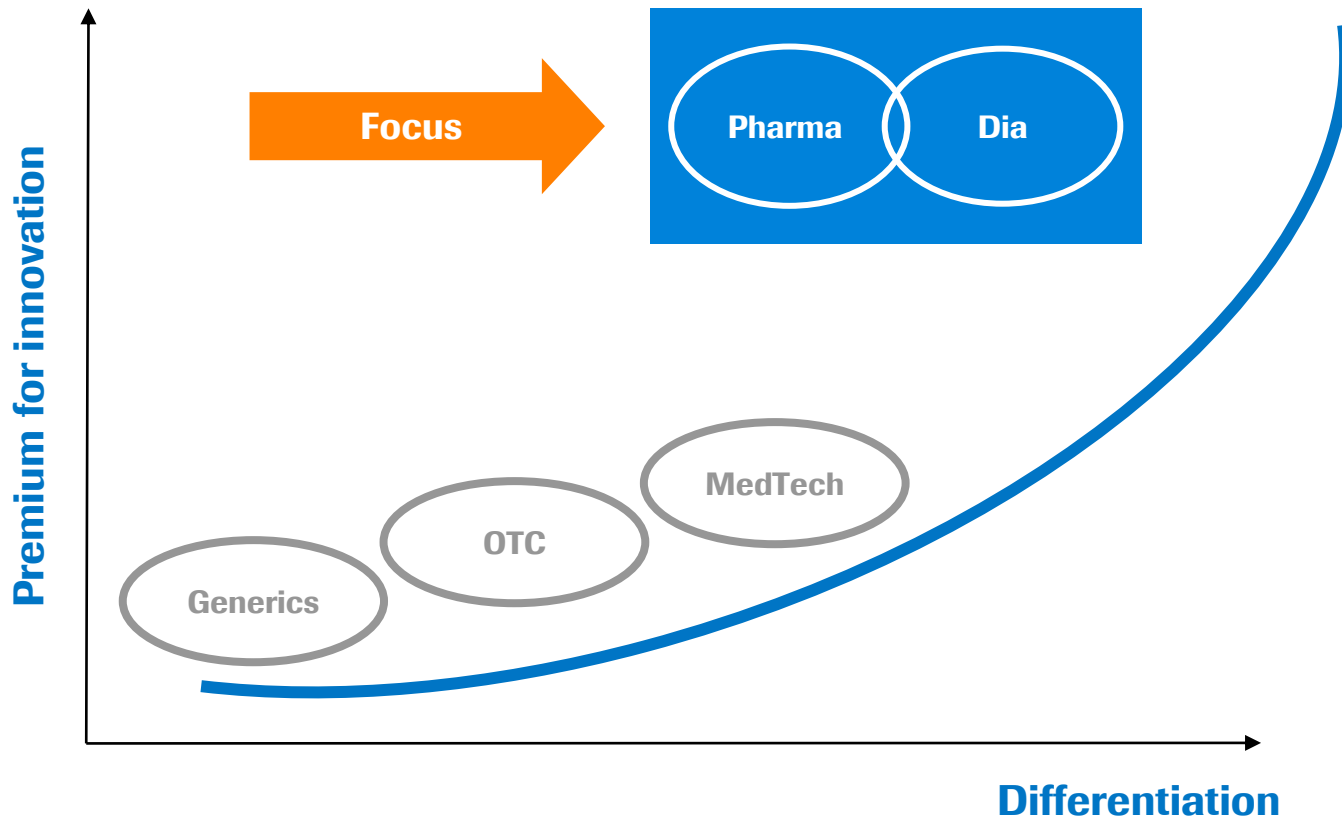 Premium for innovation
Focus
Pharma
Dia
MedTech
OTC
Generics
Differentiation